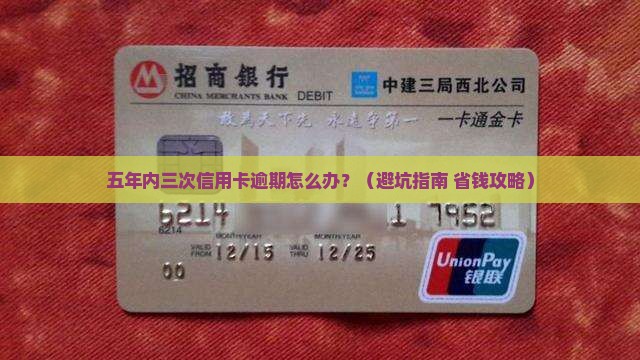 招商银行
CHINA MERCHANTS BANK DEBIT
中建三局西北公司
敢为天下先 永远争第一
一卡通金卡
五年内三次信用卡逾期怎么办？（避坑指南 省钱攻略）
6214 1 7952
6214
MONTH/YEAR MONTH/YEAR
VALID FROM 12/15 VALID THRU 12/25
00
UnionPay
银联